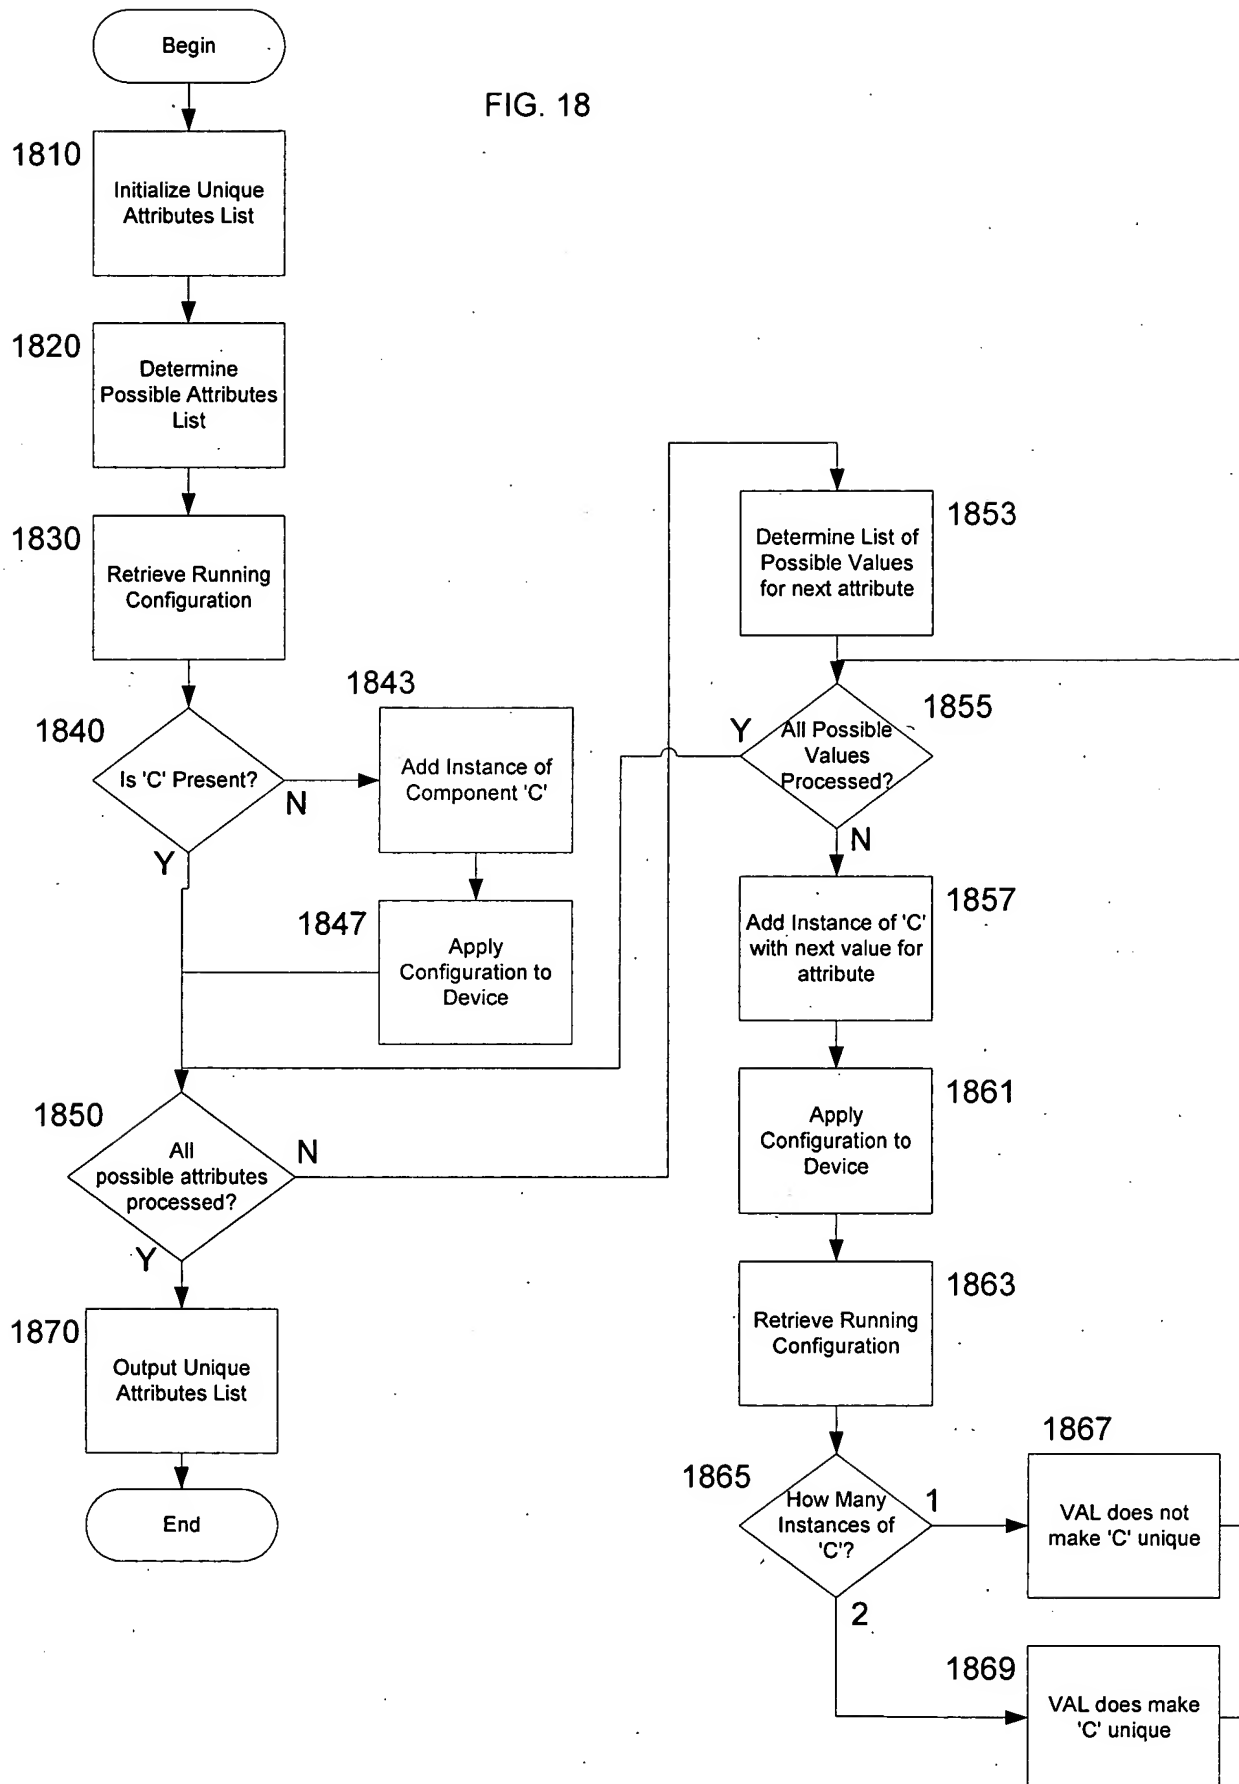 Begin
FIG. 18
1810
Initialize Unique
Attributes List
1820
Determine
Possible Attributes
List
1830
Retrieve Running
Configuration
1840
Is 'C' Present?
N
Y
1843
Add Instance of
Component 'C'
1847
Apply
Configuration to
Device
1850
All
possible attributes
processed?
N
Y
1870
Output Unique
Attributes List
End
1853
Determine List of
Possible Values
for next attribute
1855
All Possible
Values
Processed?
Y
N
1857
Add Instance of 'C'
with next value for
attribute
1861
Apply
Configuration to
Device
1863
Retrieve Running
Configuration
1865
How Many
Instances of
'C'?
1
2
1867
VAL does not
make 'C' unique
1869
VAL does make
'C' unique